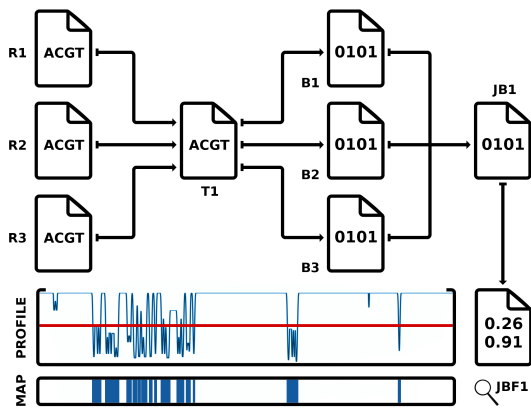 R1
ACGT
0101
B1
JB1
R2
ACGT
ACGT
T1
0101
B2
0101
R3
ACGT
0101
B3
PROFILE
0.26
0.91
MAP
JBF1